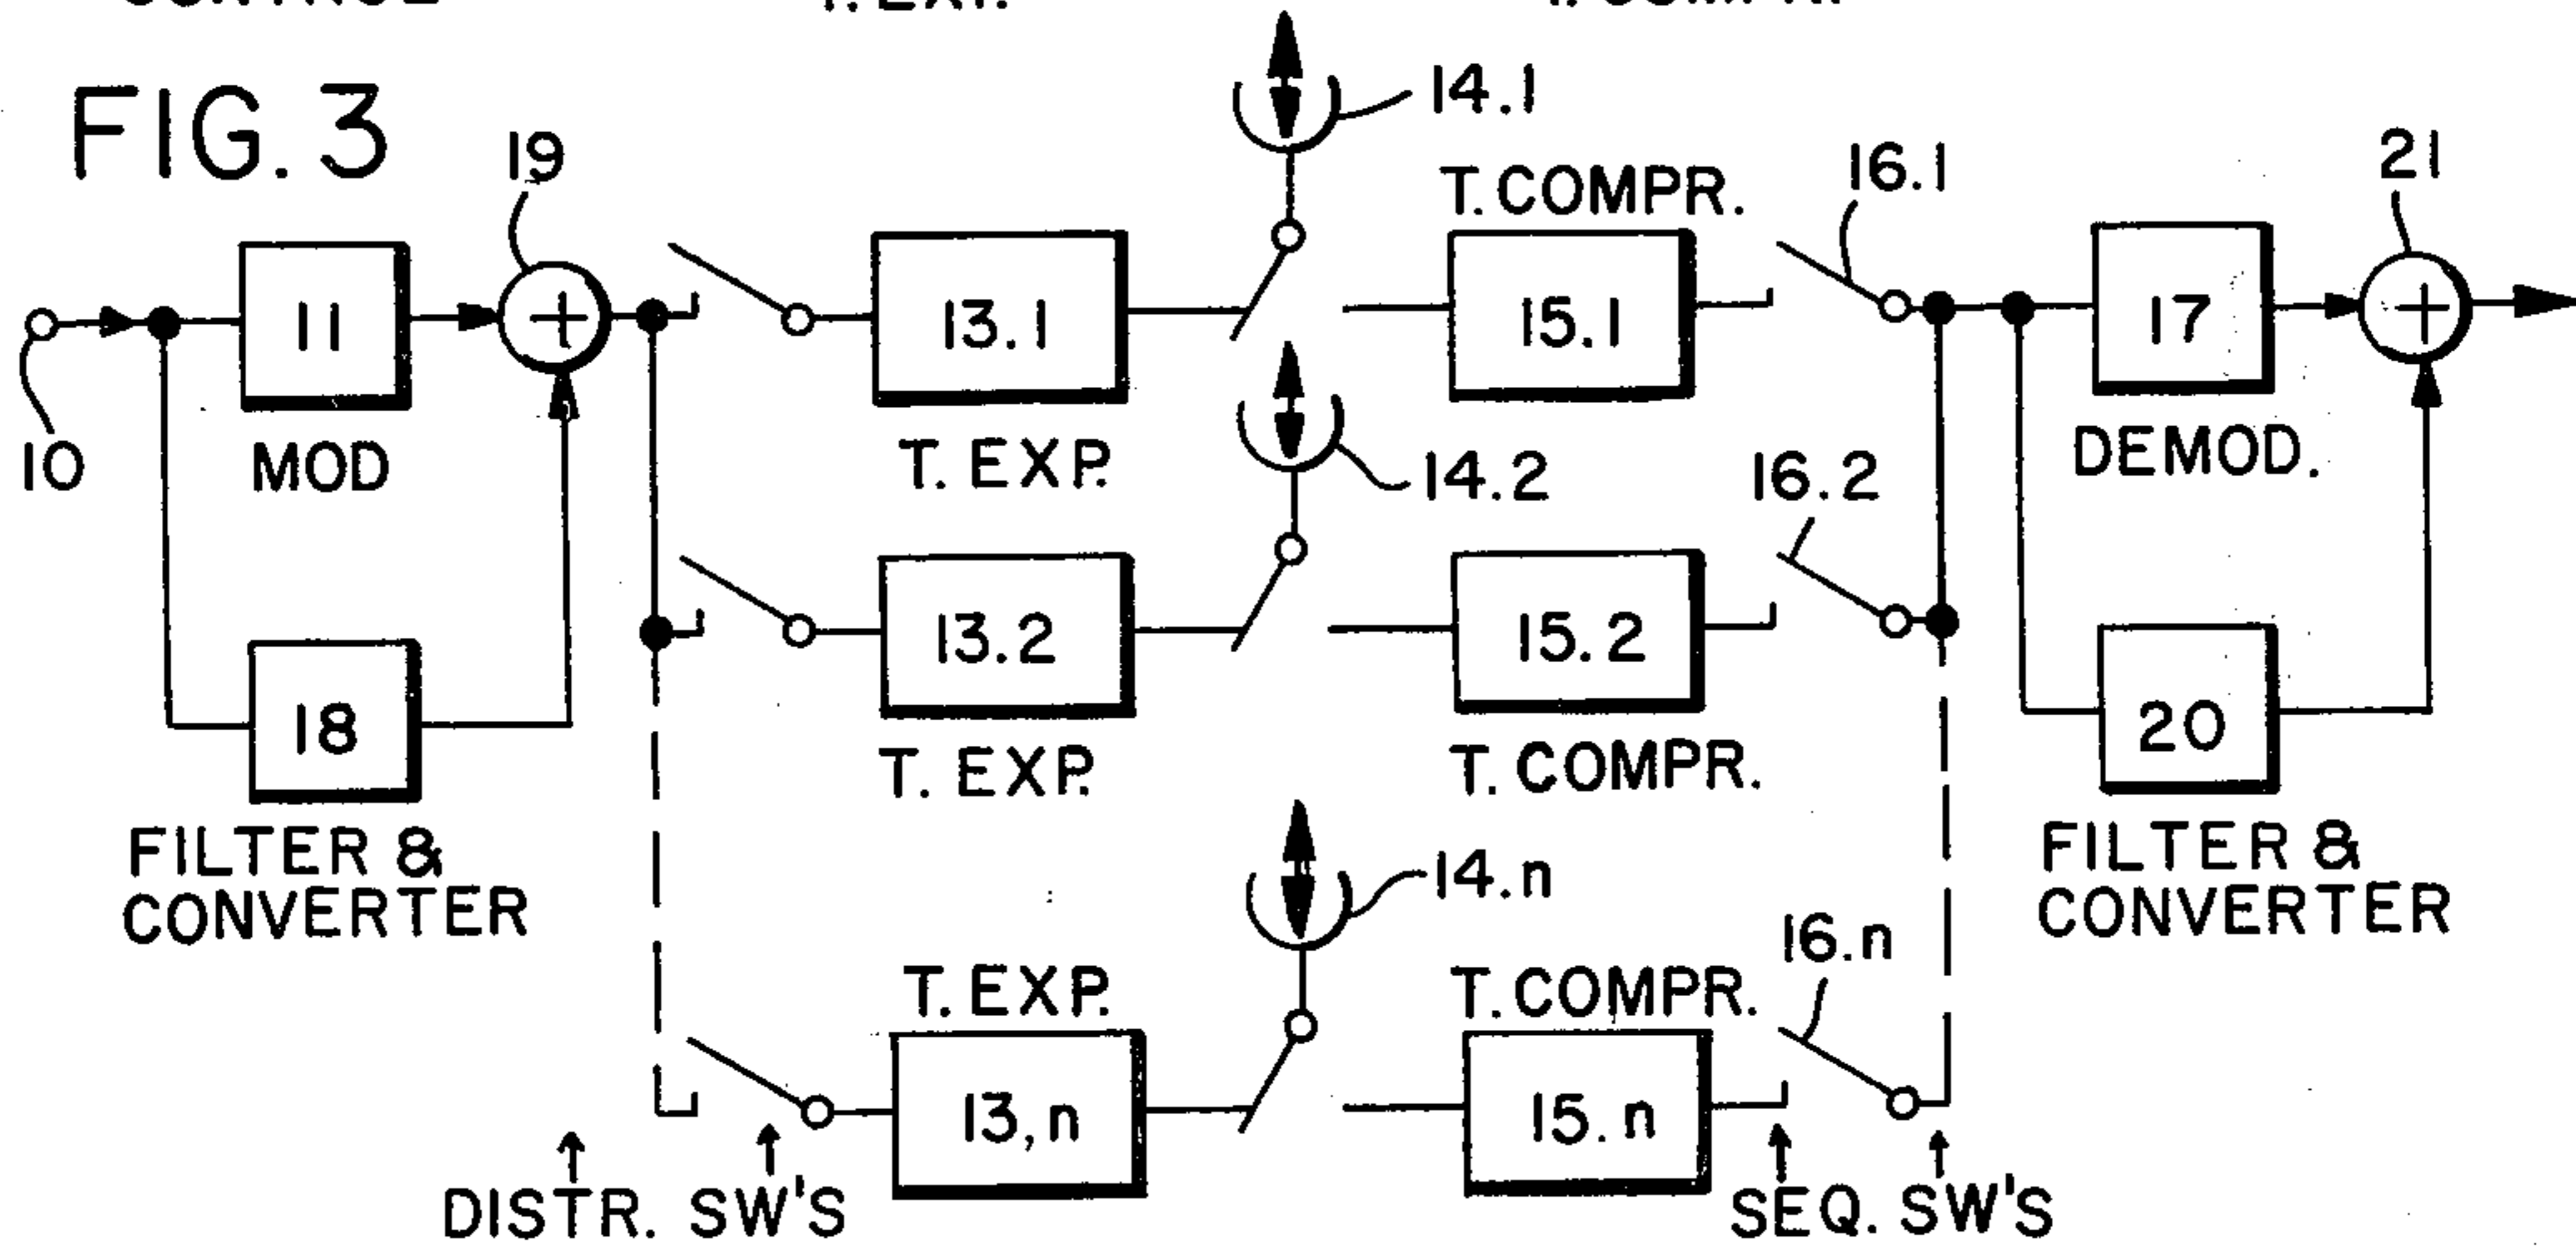 FIG. 3
19
14.1
T. COMPR.
16.1
21
11
13.1
15.1
17
10
MOD
T. EXP.
14.2
16.2
DEMOD.
18
13.2
15.2
20
T. EXP.
T. COMPR.
FILTER &
CONVERTER
14.n
FILTER &
CONVERTER
T. EXP.
T. COMPR.
16.n
13,n
15.n
DISTR. SW'S
SEQ. SW'S